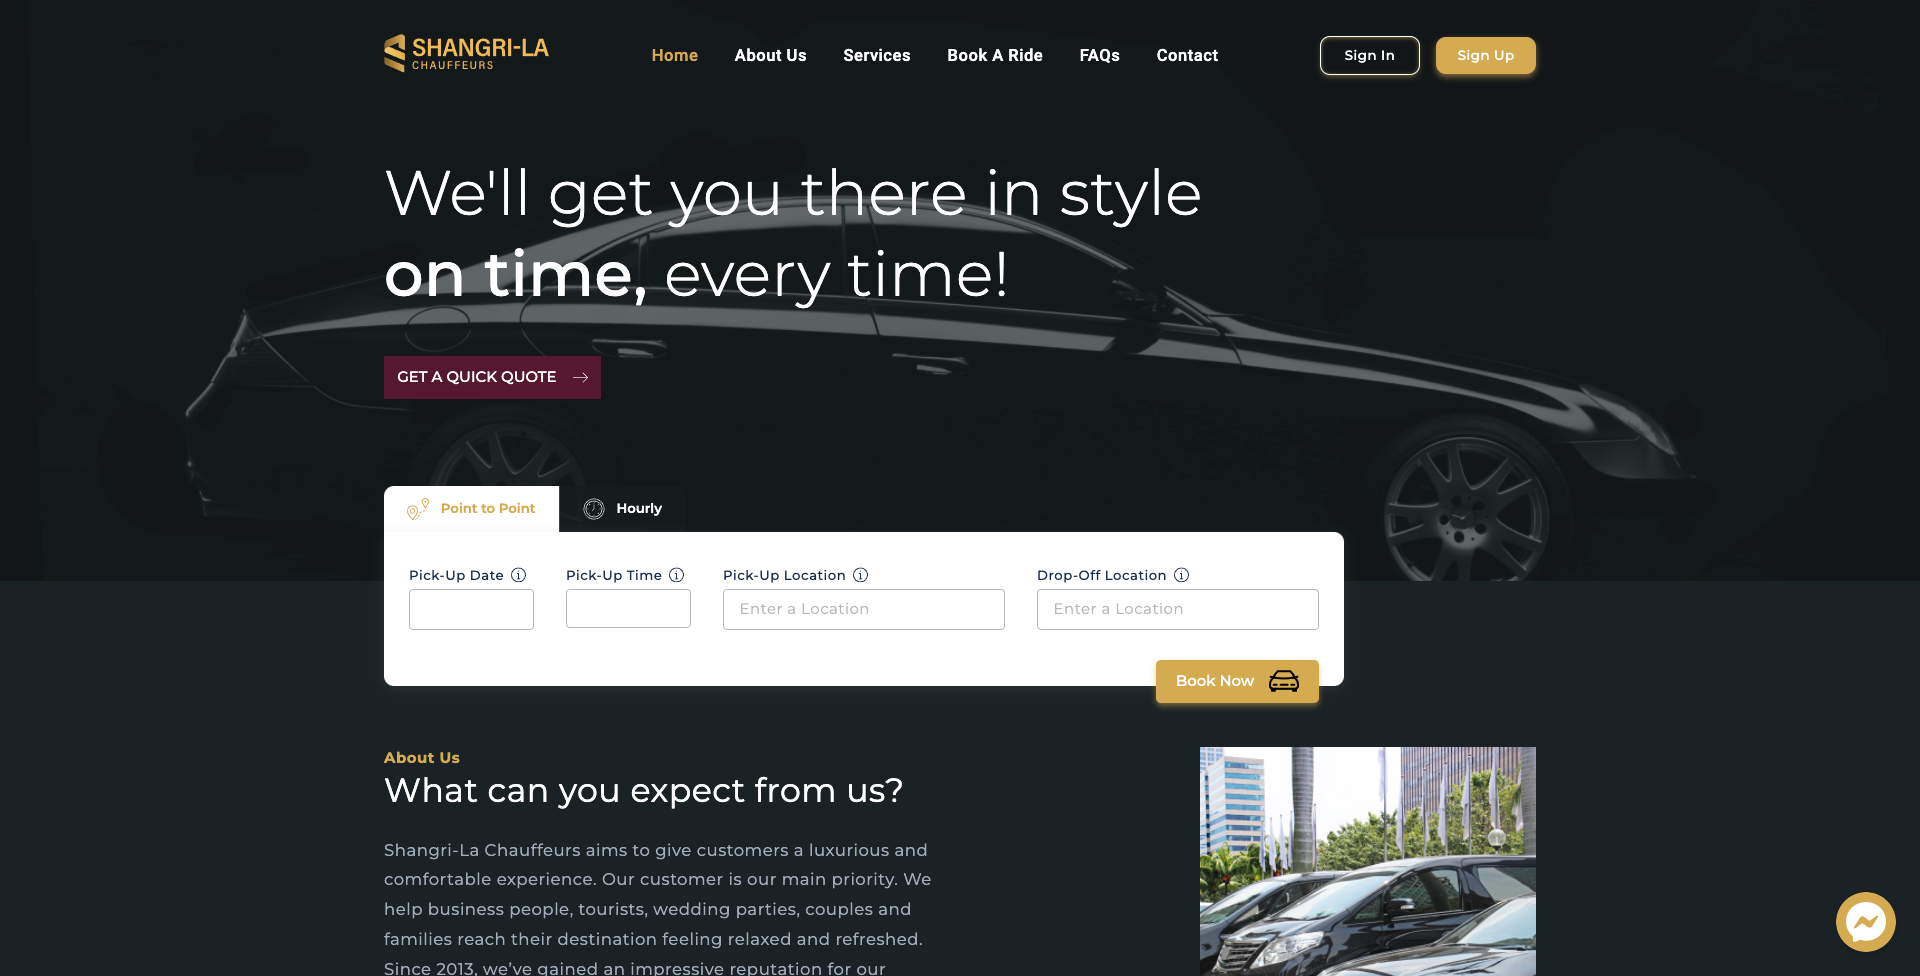 SHANGRI-LA
CHAUFFEURS
Home
About Us
Services
Book A Ride
FAQs
Contact
Sign In
Sign Up
We'll get you there in style
on time, every time!
GET A QUICK QUOTE
Point to Point
Hourly
Pick-Up Date
Pick-Up Time
Pick-Up Location
Drop-Off Location
Enter a Location
Enter a Location
Book Now
About Us
What can you expect from us?
Shangri-La Chauffeurs aims to give customers a luxurious and
comfortable experience. Our customer is our main priority. We
help business people, tourists, wedding parties, couples and
families reach their destination feeling relaxed and refreshed.
Since 2013, we’ve gained an impressive reputation for our